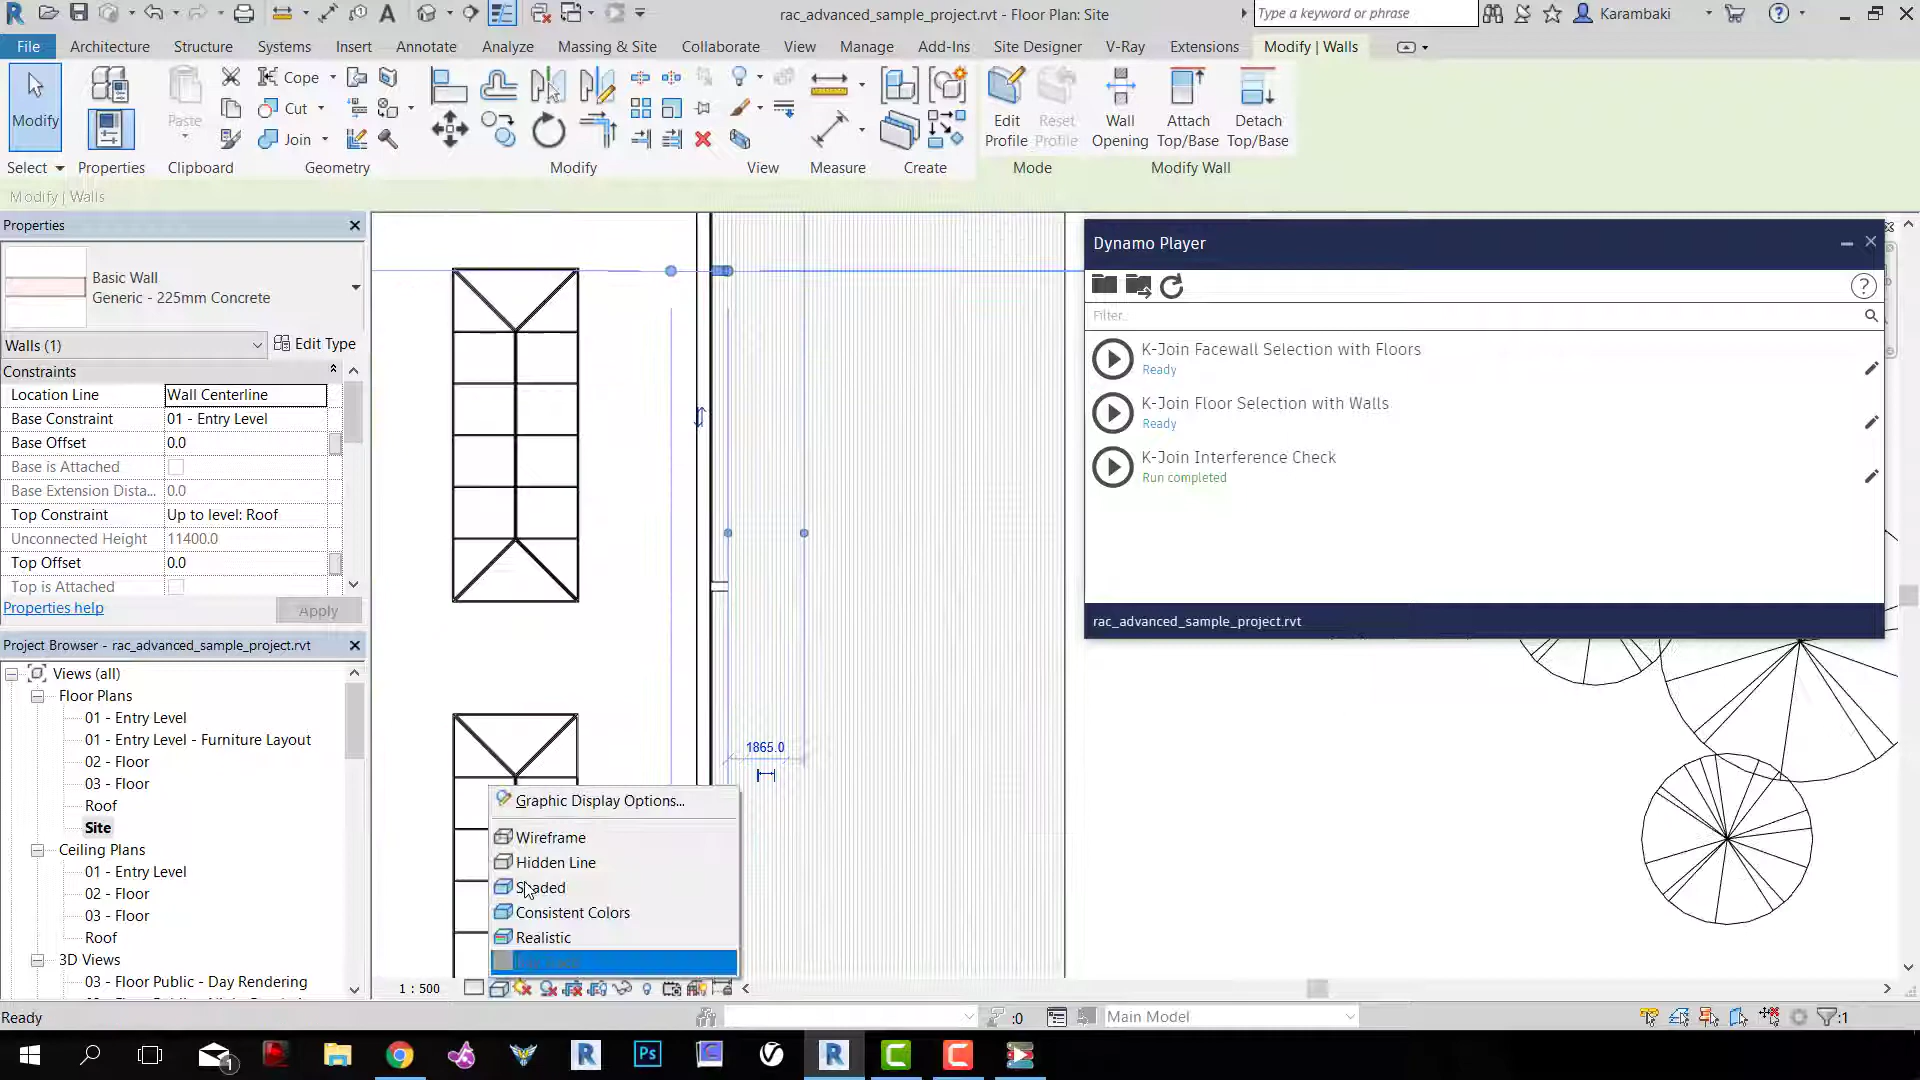 rac_advanced_sample_project.rvt - Floor Plan: Site
Type a keyword or phrase
Karambaki
File Architecture Structure Systems Insert Annotate Analyze Massing & Site Collaborate View Manage Add-Ins Site Designer V-Ray Extensions Modify | Walls
Modify
Paste
Cope
Cut
Join
Edit Profile
Reset Profile
Wall Opening
Attach Top/Base
Detach Top/Base
Select Properties Clipboard Geometry Modify View Measure Create Mode Modify Wall
Modify | Walls
Properties
Basic Wall
Generic - 225mm Concrete
Walls (1) Edit Type
Constraints
Location Line Wall Centerline
Base Constraint 01 - Entry Level
Base Offset 0.0
Base is Attached
Base Extension Dista... 0.0
Top Constraint Up to level: Roof
Unconnected Height 11400.0
Top Offset 0.0
Top is Attached
Properties help Apply
Project Browser - rac_advanced_sample_project.rvt
Views (all)
Floor Plans
01 - Entry Level
01 - Entry Level - Furniture Layout
02 - Floor
03 - Floor
Roof
Site
Ceiling Plans
01 - Entry Level
02 - Floor
03 - Floor
Roof
3D Views
03 - Floor Public - Day Rendering
1865.0
Graphic Display Options...
Wireframe
Hidden Line
Shaded
Consistent Colors
Realistic
1 : 500
Dynamo Player
Filter...
K-Join Facewall Selection with Floors
Ready
K-Join Floor Selection with Walls
Ready
K-Join Interference Check
Run completed
rac_advanced_sample_project.rvt
Ready
:0
Main Model
:1
1